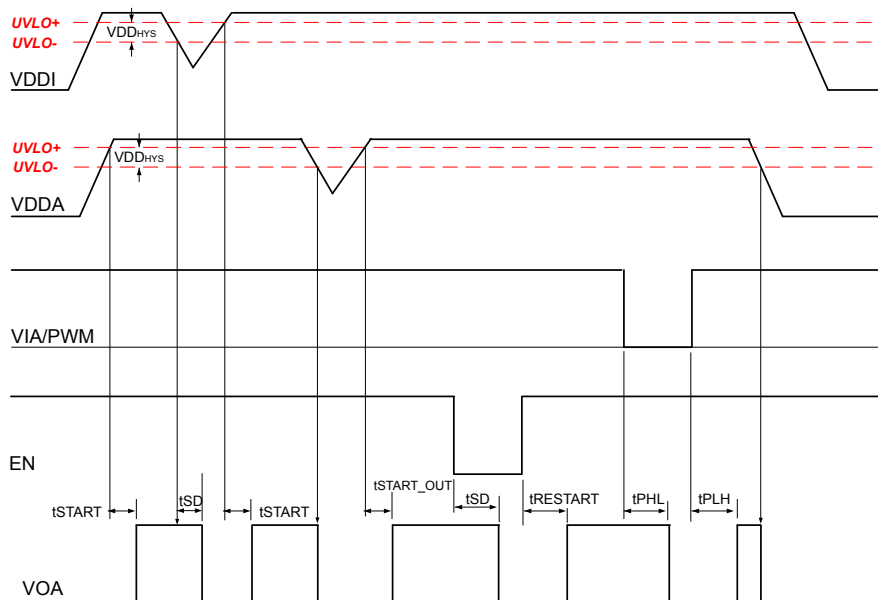 UVLO+
VDDHYS
UVLO-
VDDI
UVLO+
VDDHYS
UVLO-
VDDA
VIA/PWM
EN
tSTART
tSD
tSTART
tSTART_OUT
tSD
tRESTART
tPHL
tPLH
VOA